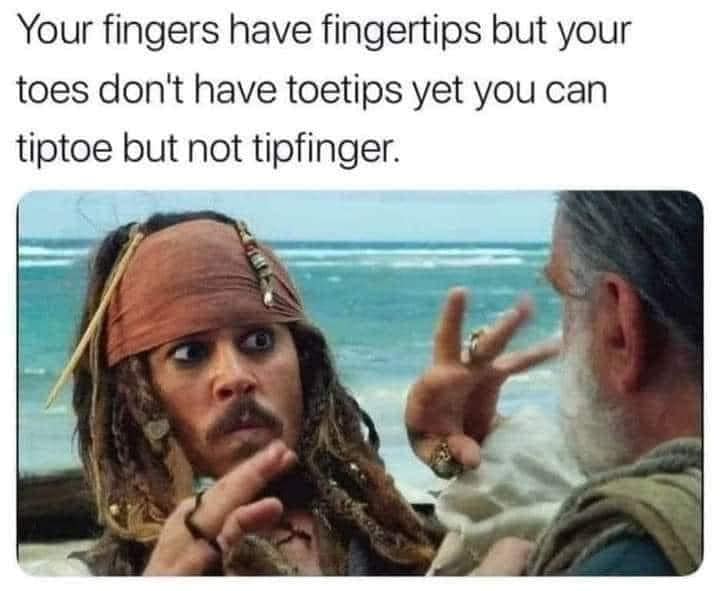 Your fingers have fingertips but your
toes don't have toetips yet you can
tiptoe but not tipfinger.